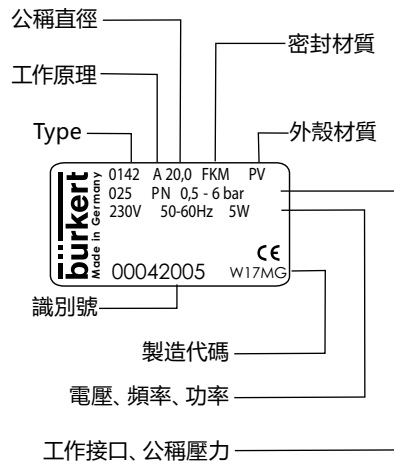 公稱直徑
密封材質
工作原理
Type
外殼材質
bürkert
Made in Germany
0142 A 20,0 FKM PV
025 PN 0,5 - 6 bar
230V 50-60Hz 5W
CE
00042005 W17MG
識別號
製造代碼
電壓、頻率、功率
工作接口、公稱壓力